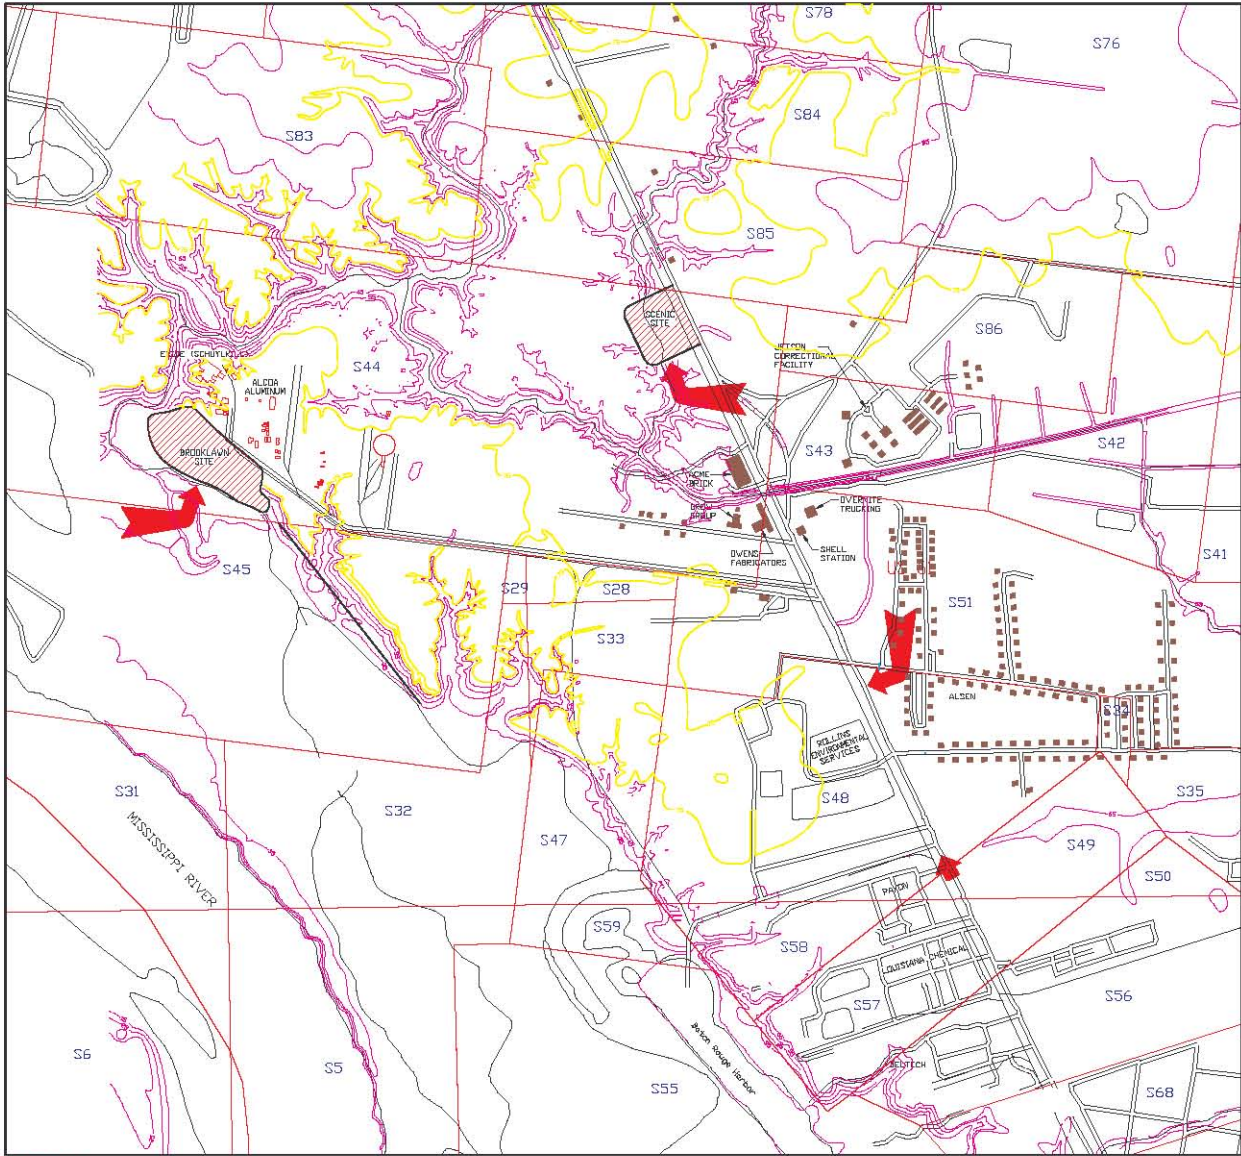 S78
S76
S83
S84
S85
SCENIC
SITE
S86
S44
ALCOA
ALUMINUM
CORRECTIONAL
FACILITY
S43
S42
BROOKLAWN
SITE
ACME
BRICK
OVERNITE
TRUCKING
OWENS
FABRICATORS
SHELL
STATION
S41
S45
S29
S28
S51
S33
ALSEN
S34
ROLLINS
ENVIRONMENTAL
SERVICES
S48
S35
S31
S32
MISSISSIPPI RIVER
S47
S49
S50
S59
S58
CHEMICAL
S57
S56
Baton Rouge Harbor
S6
S5
S55
S68